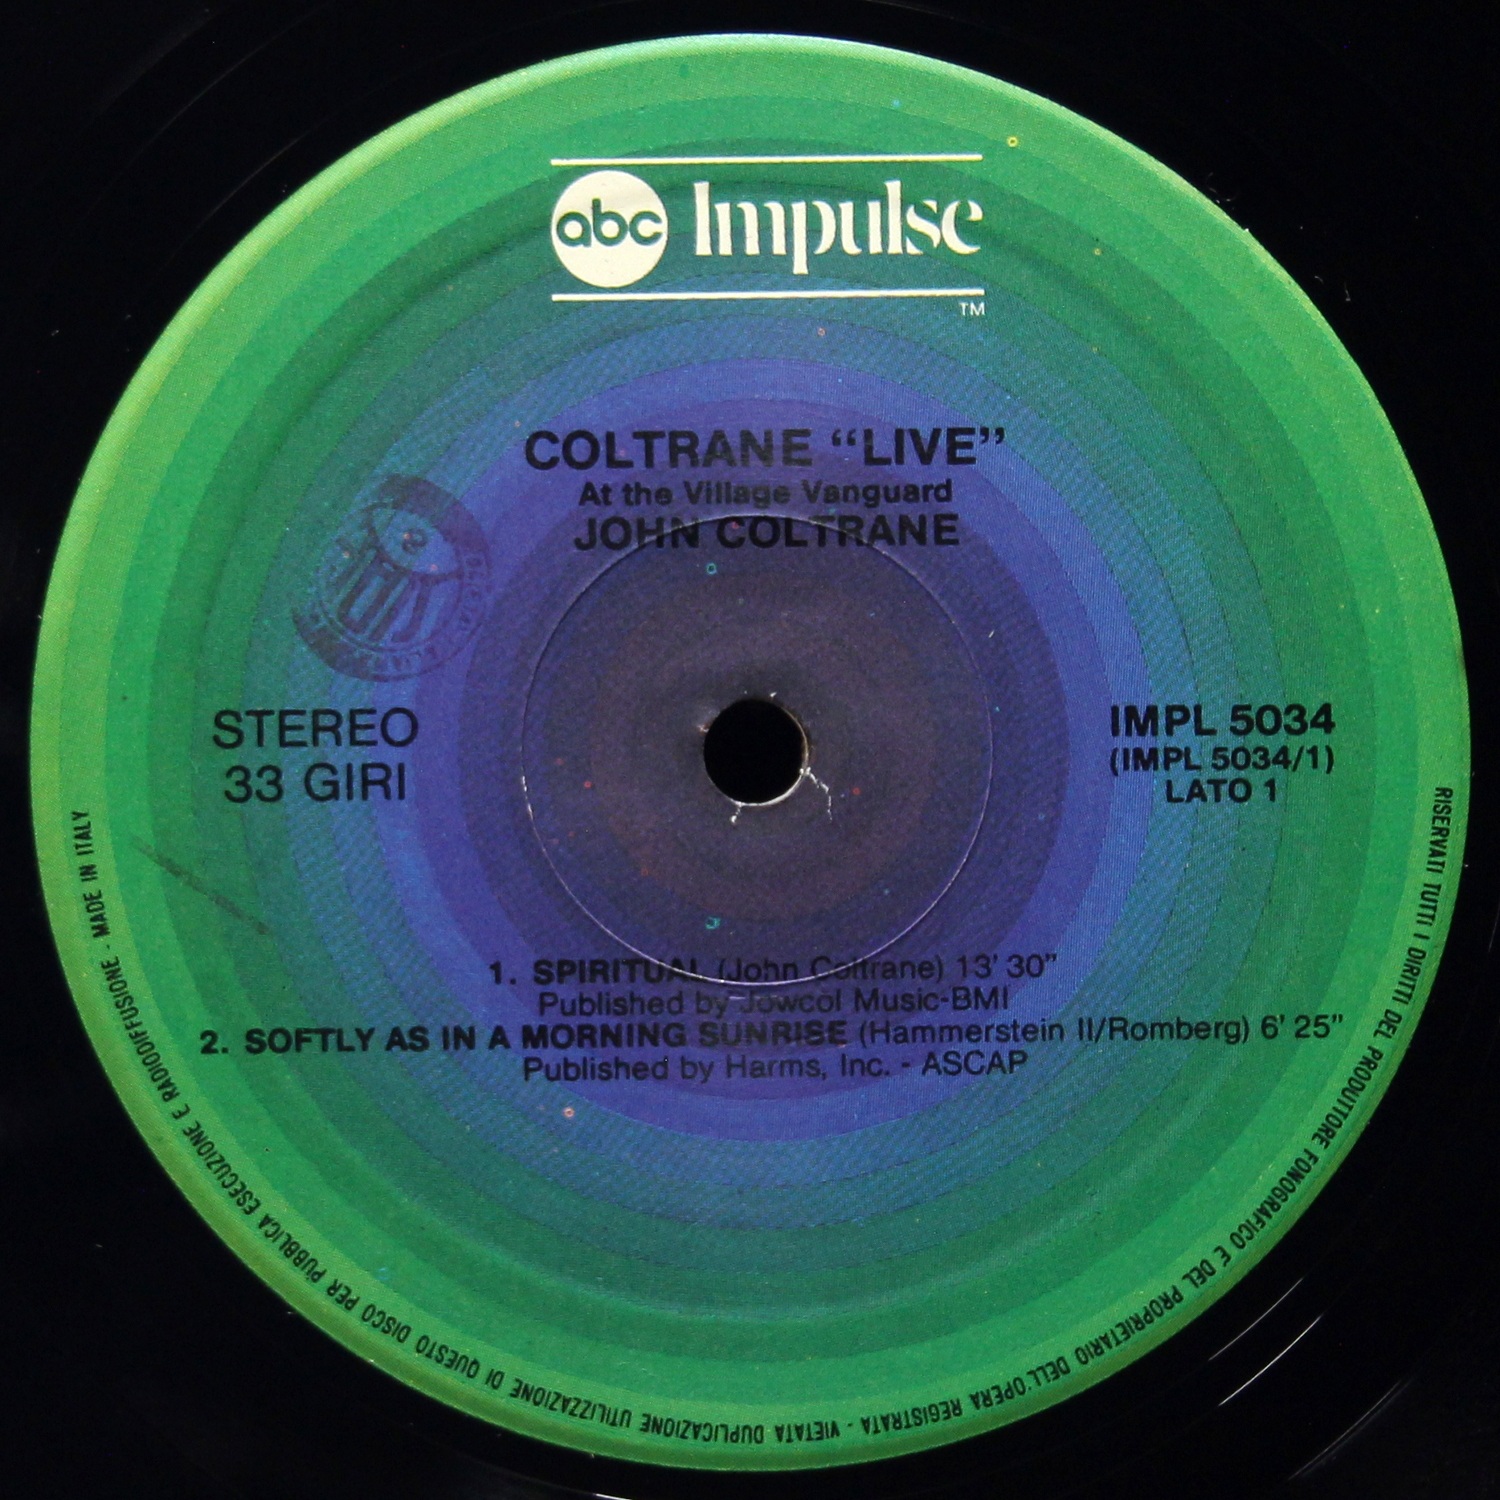 abc Impulse
TM
COLTRANE “LIVE”
At the Village Vanguard
JOHN COLTRANE
STEREO
33 GIRI
IMPL 5034
(IMPL 5034/1)
LATO 1
1. SPIRITUAL (John Coltrane) 13’ 30”
Published by Jowcol Music-BMI
2. SOFTLY AS IN A MORNING SUNRISE (Hammerstein II/Romberg) 6’ 25”
Published by Harms, Inc. - ASCAP
RISERVATI TUTTI I DIRITTI DEL PRODUTTORE FONOGRAFICO E DEL PROPRIETARIO DELL'OPERA REGISTRATA - VIETATA DUPLICAZIONE UTILIZZAZIONE DI QUESTO DISCO PER PUBBLICA ESECUZIONE E RADIODIFFUSIONE - MADE IN ITALY